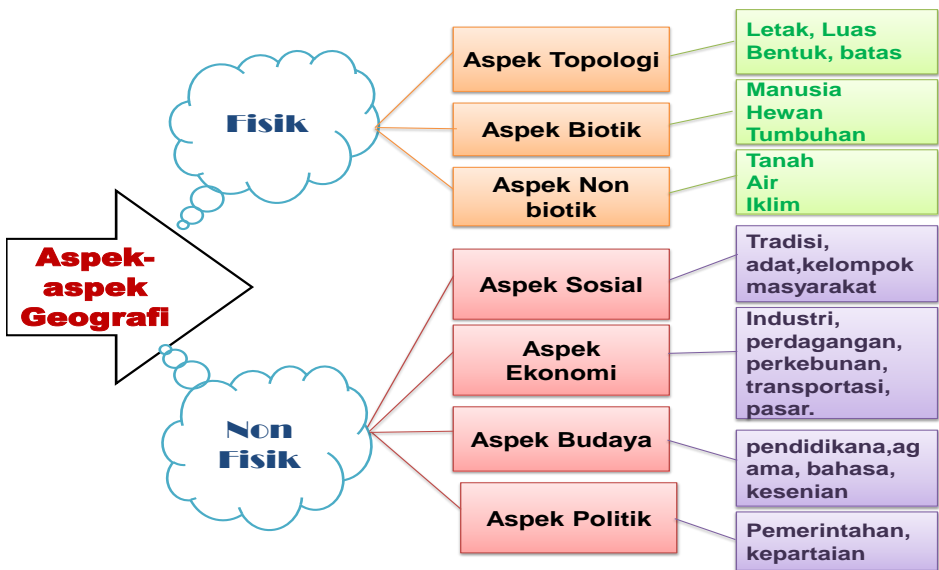 Aspek-
aspek
Geografi
Fisik
Aspek Topologi
Letak, Luas
Bentuk, batas
Aspek Biotik
Manusia
Hewan
Tumbuhan
Aspek Non
biotik
Tanah
Air
Iklim
Non
Fisik
Aspek Sosial
Tradisi,
adat,kelompok
masyarakat
Aspek
Ekonomi
Industri,
perdagangan,
perkebunan,
transportasi,
pasar.
Aspek Budaya
pendidikana,ag
ama, bahasa,
kesenian
Aspek Politik
Pemerintahan,
kepartaian